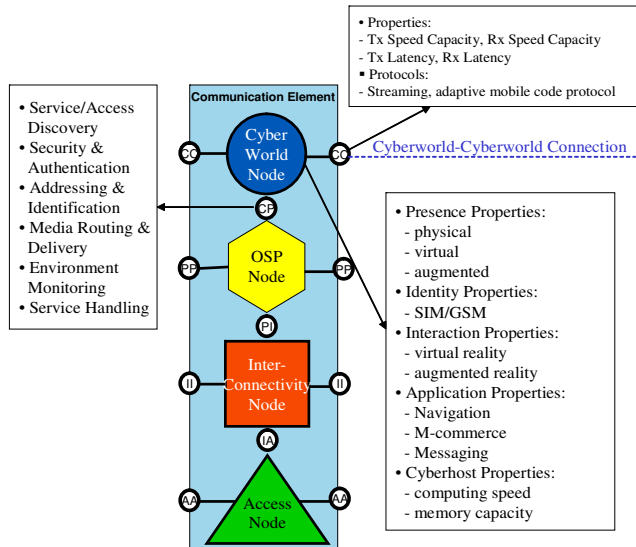 ▪ Properties:
- Tx Speed Capacity, Rx Speed Capacity
- Tx Latency, Rx Latency
▪ Protocols:
- Streaming, adaptive mobile code protocol
• Service/Access
Discovery
• Security &
Authentication
• Addressing &
Identification
• Media Routing &
Delivery
• Environment
Monitoring
• Service Handling
Communication Element
Cyber
World
Node
CC
CC
Cyberworld-Cyberworld Connection
CP
OSP
Node
PP
PP
PI
Inter-
Connectivity
Node
II
II
IA
Access
Node
AA
AA
• Presence Properties:
- physical
- virtual
- augmented
• Identity Properties:
- SIM/GSM
• Interaction Properties:
- virtual reality
- augmented reality
• Application Properties:
- Navigation
- M-commerce
- Messaging
• Cyberhost Properties:
- computing speed
- memory capacity